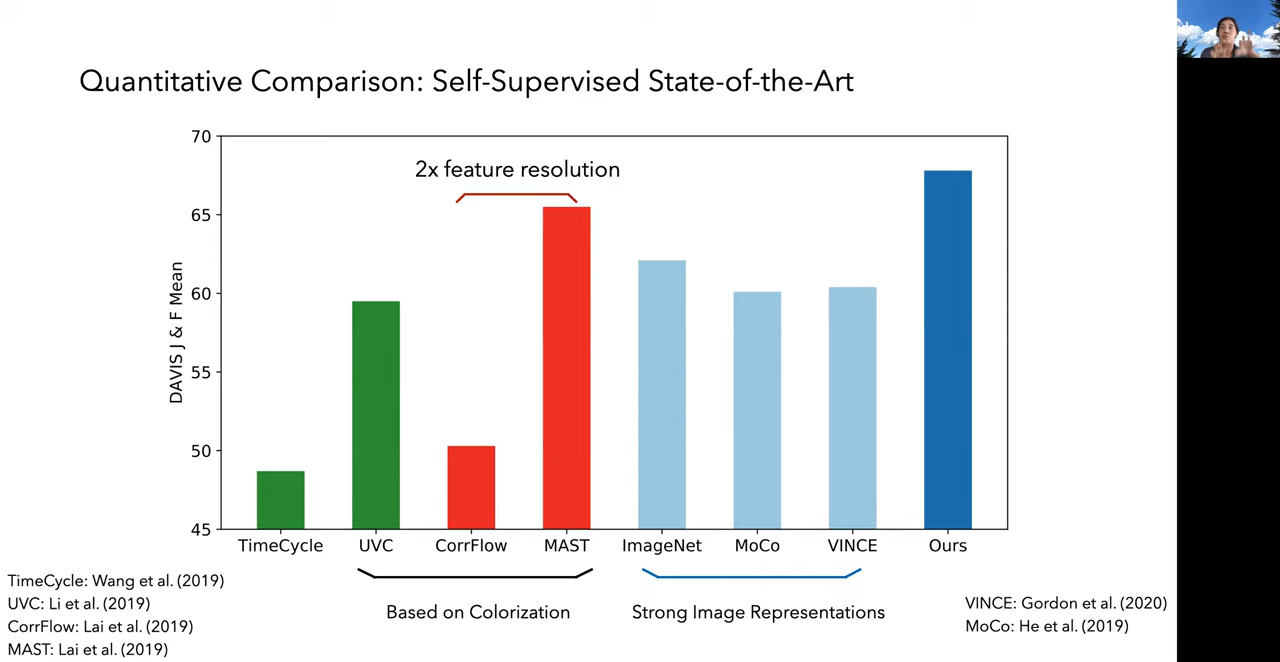 Quantitative Comparison: Self-Supervised State-of-the-Art
70
2x feature resolution
65
60
55
50
45
DAVIS J & F Mean
TimeCycle UVC CorrFlow MAST ImageNet MoCo VINCE Ours
Based on Colorization
Strong Image Representations
TimeCycle: Wang et al. (2019)
UVC: Li et al. (2019)
CorrFlow: Lai et al. (2019)
MAST: Lai et al. (2019)
VINCE: Gordon et al. (2020)
MoCo: He et al. (2019)